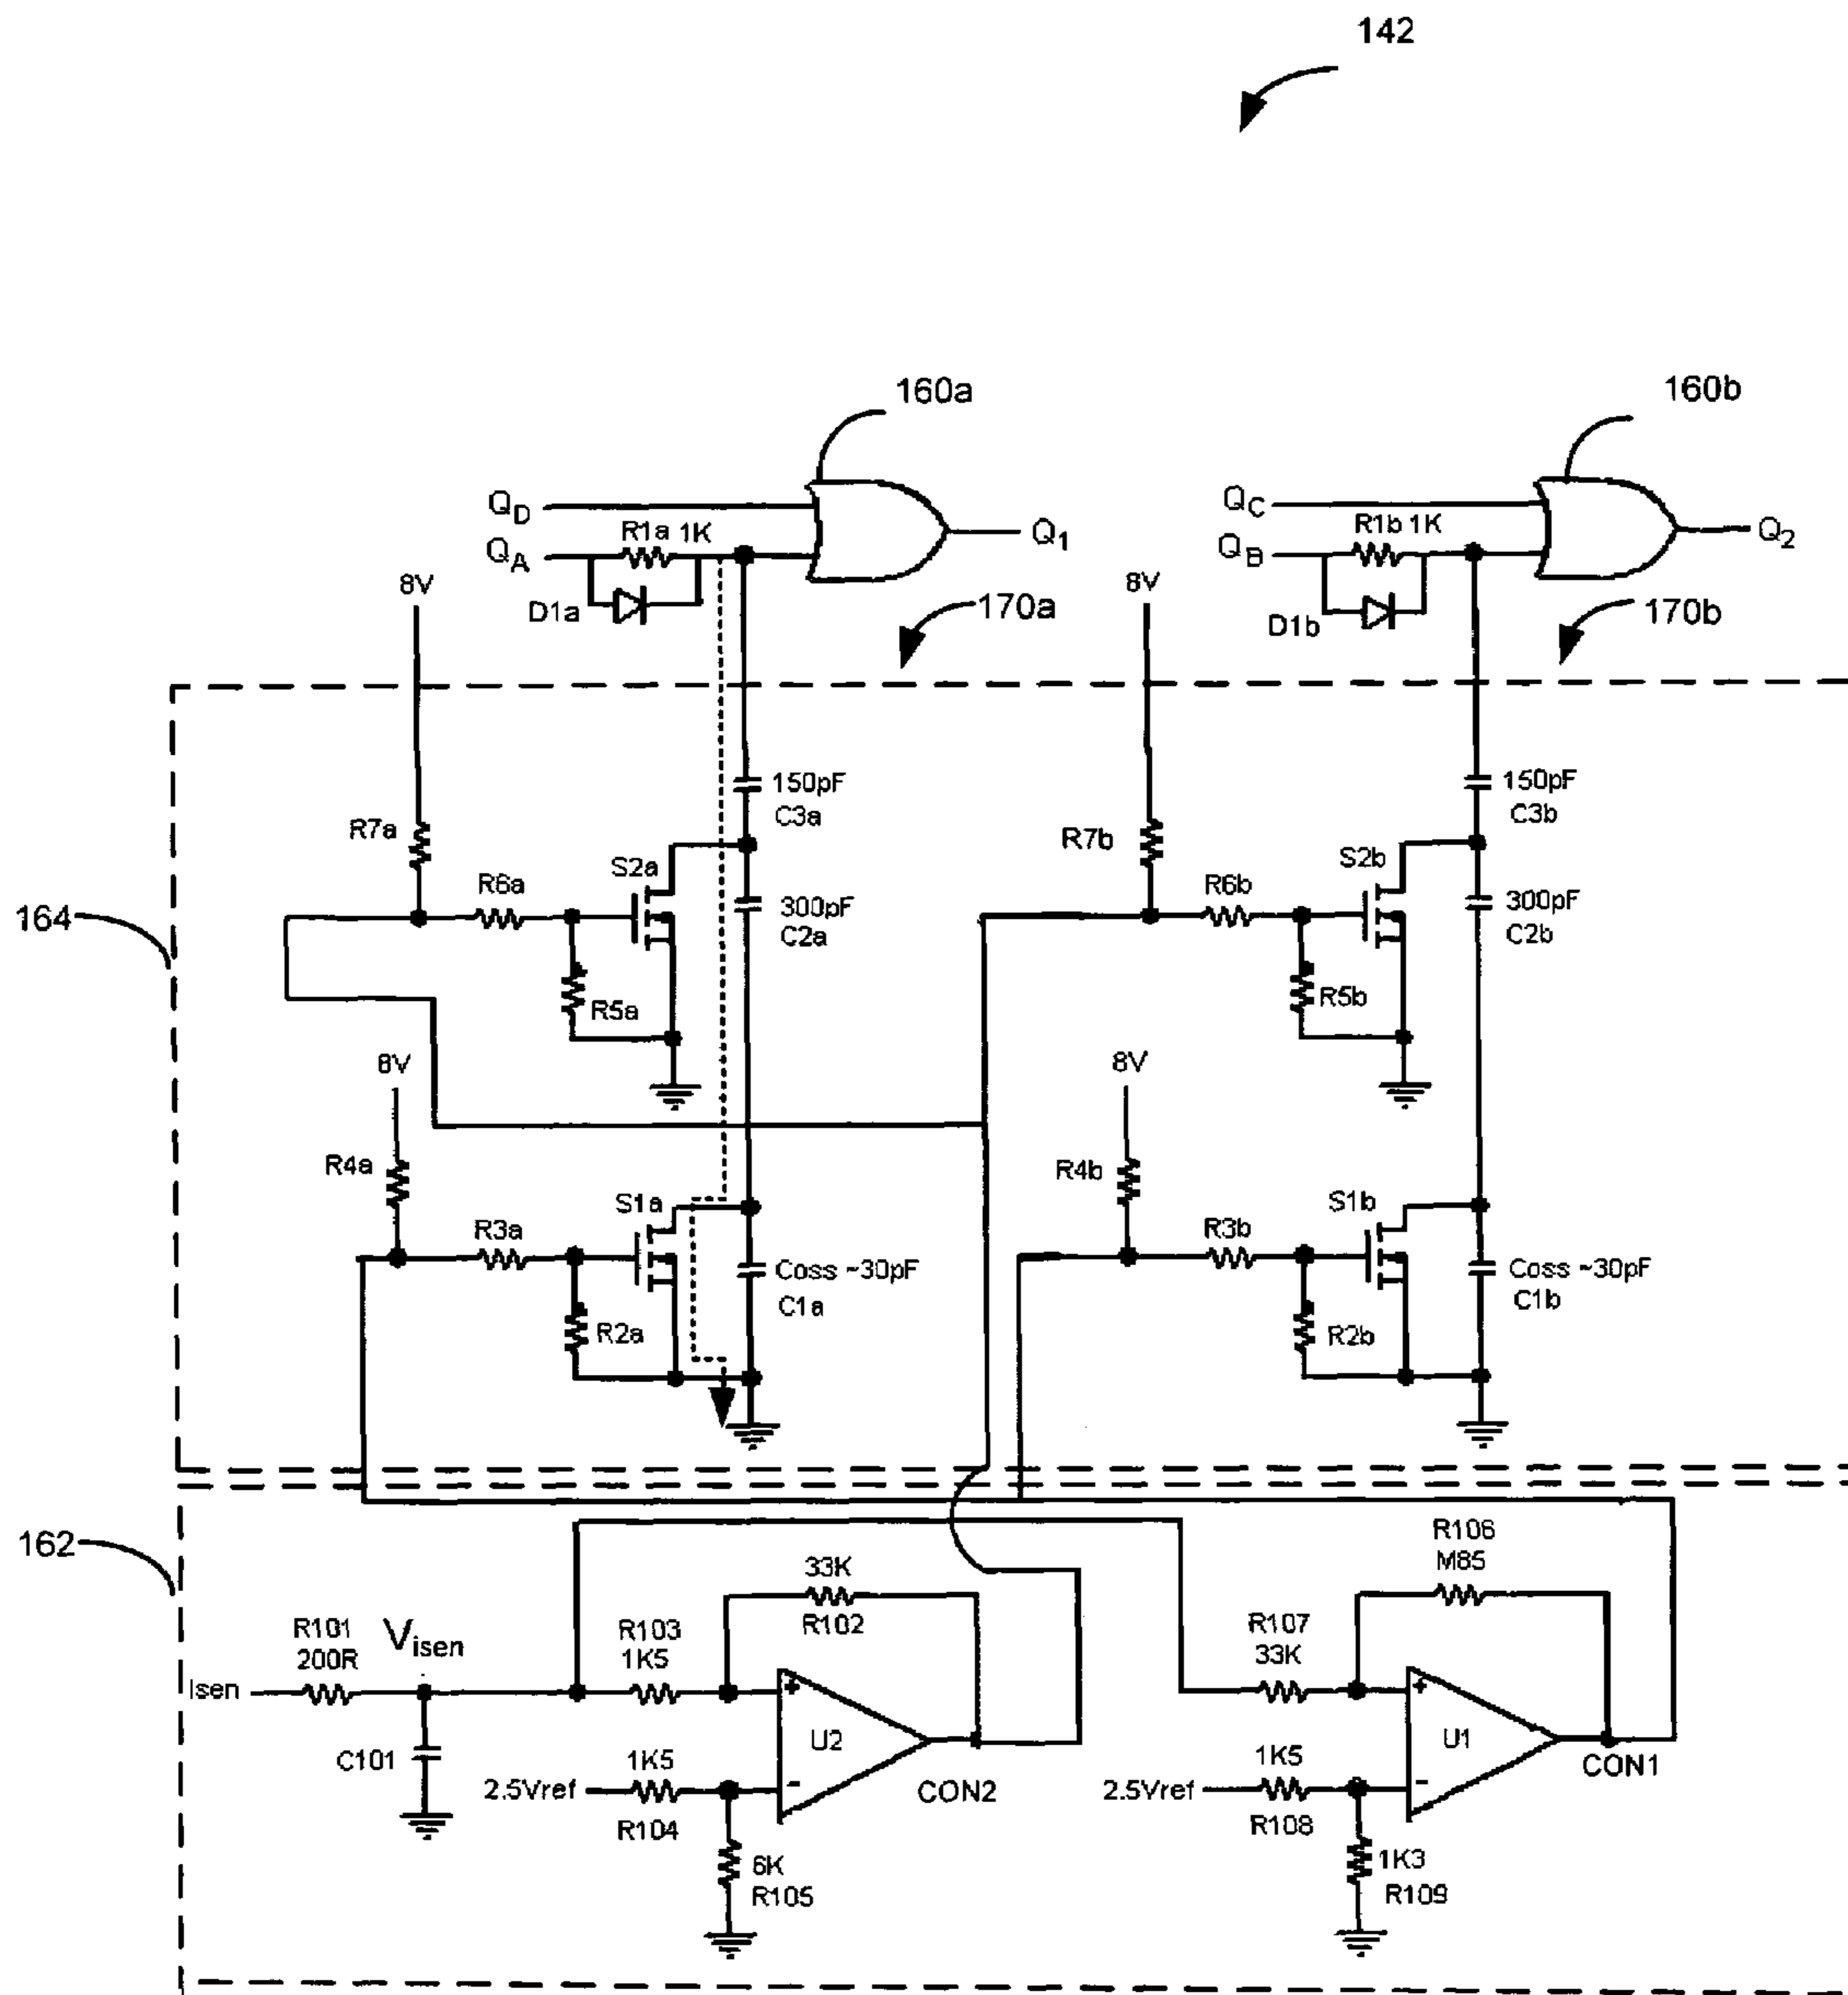 142
160a
160b
QD
R1a 1K
QA
D1a
Q1
170a
QC
R1b 1K
QB
D1b
Q2
170b
8V
8V
150pF
C3a
150pF
C3b
R7a
R7b
S2a
S2b
R6a
R6b
300pF
C2a
300pF
C2b
164
R5a
R5b
8V
8V
R4a
R4b
S1a
S1b
R3a
R3b
Coss ~30pF
C1a
Coss ~30pF
C1b
R2a
R2b
162
R106
M85
33K
R102
R101
200R
Visen
R103
1K5
R107
33K
Isen
+
U2
-
+
U1
-
C101
1K5
2.5Vref
R104
CON2
1K5
2.5Vref
R108
CON1
6K
R105
1K3
R109